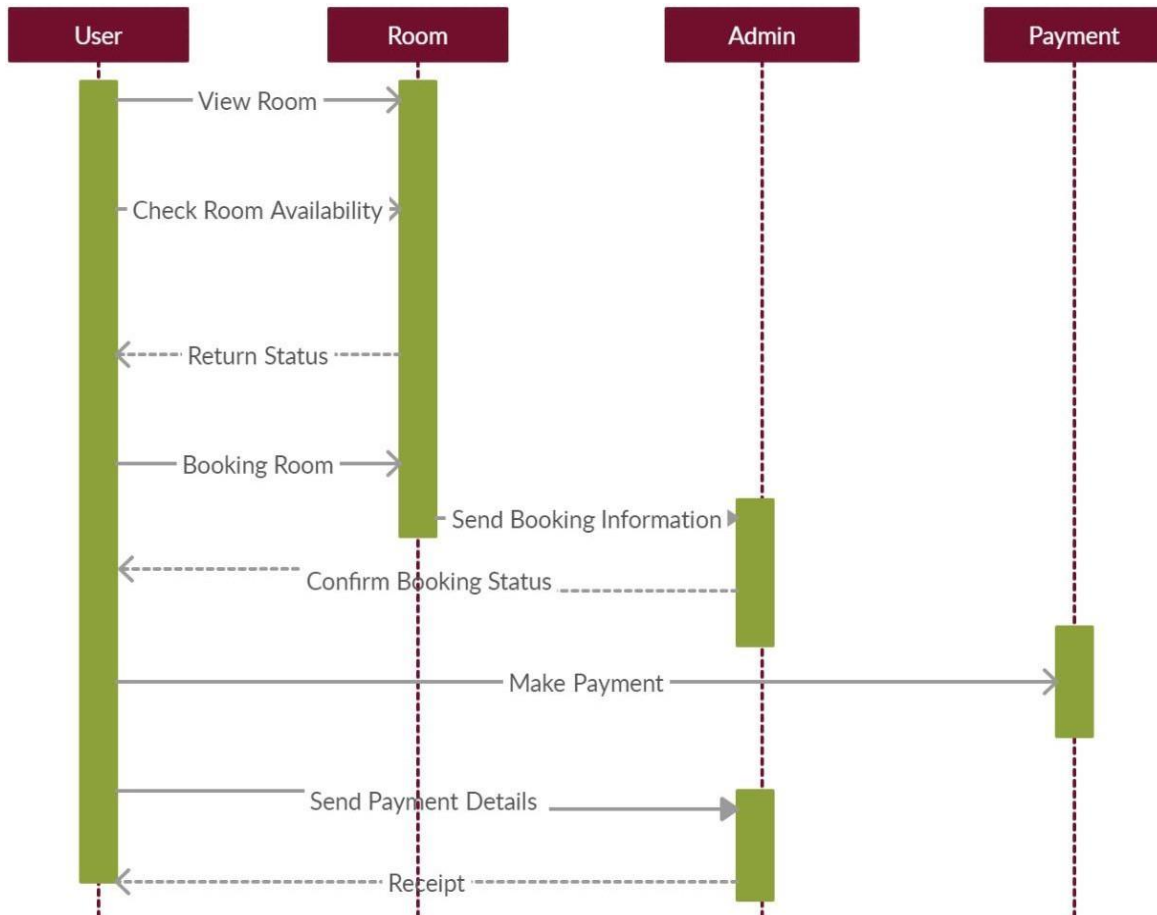 User
Room
Admin
Payment
View Room
Check Room Availability
Return Status
Booking Room
Send Booking Information
Confirm Booking Status
Make Payment
Send Payment Details
Receipt